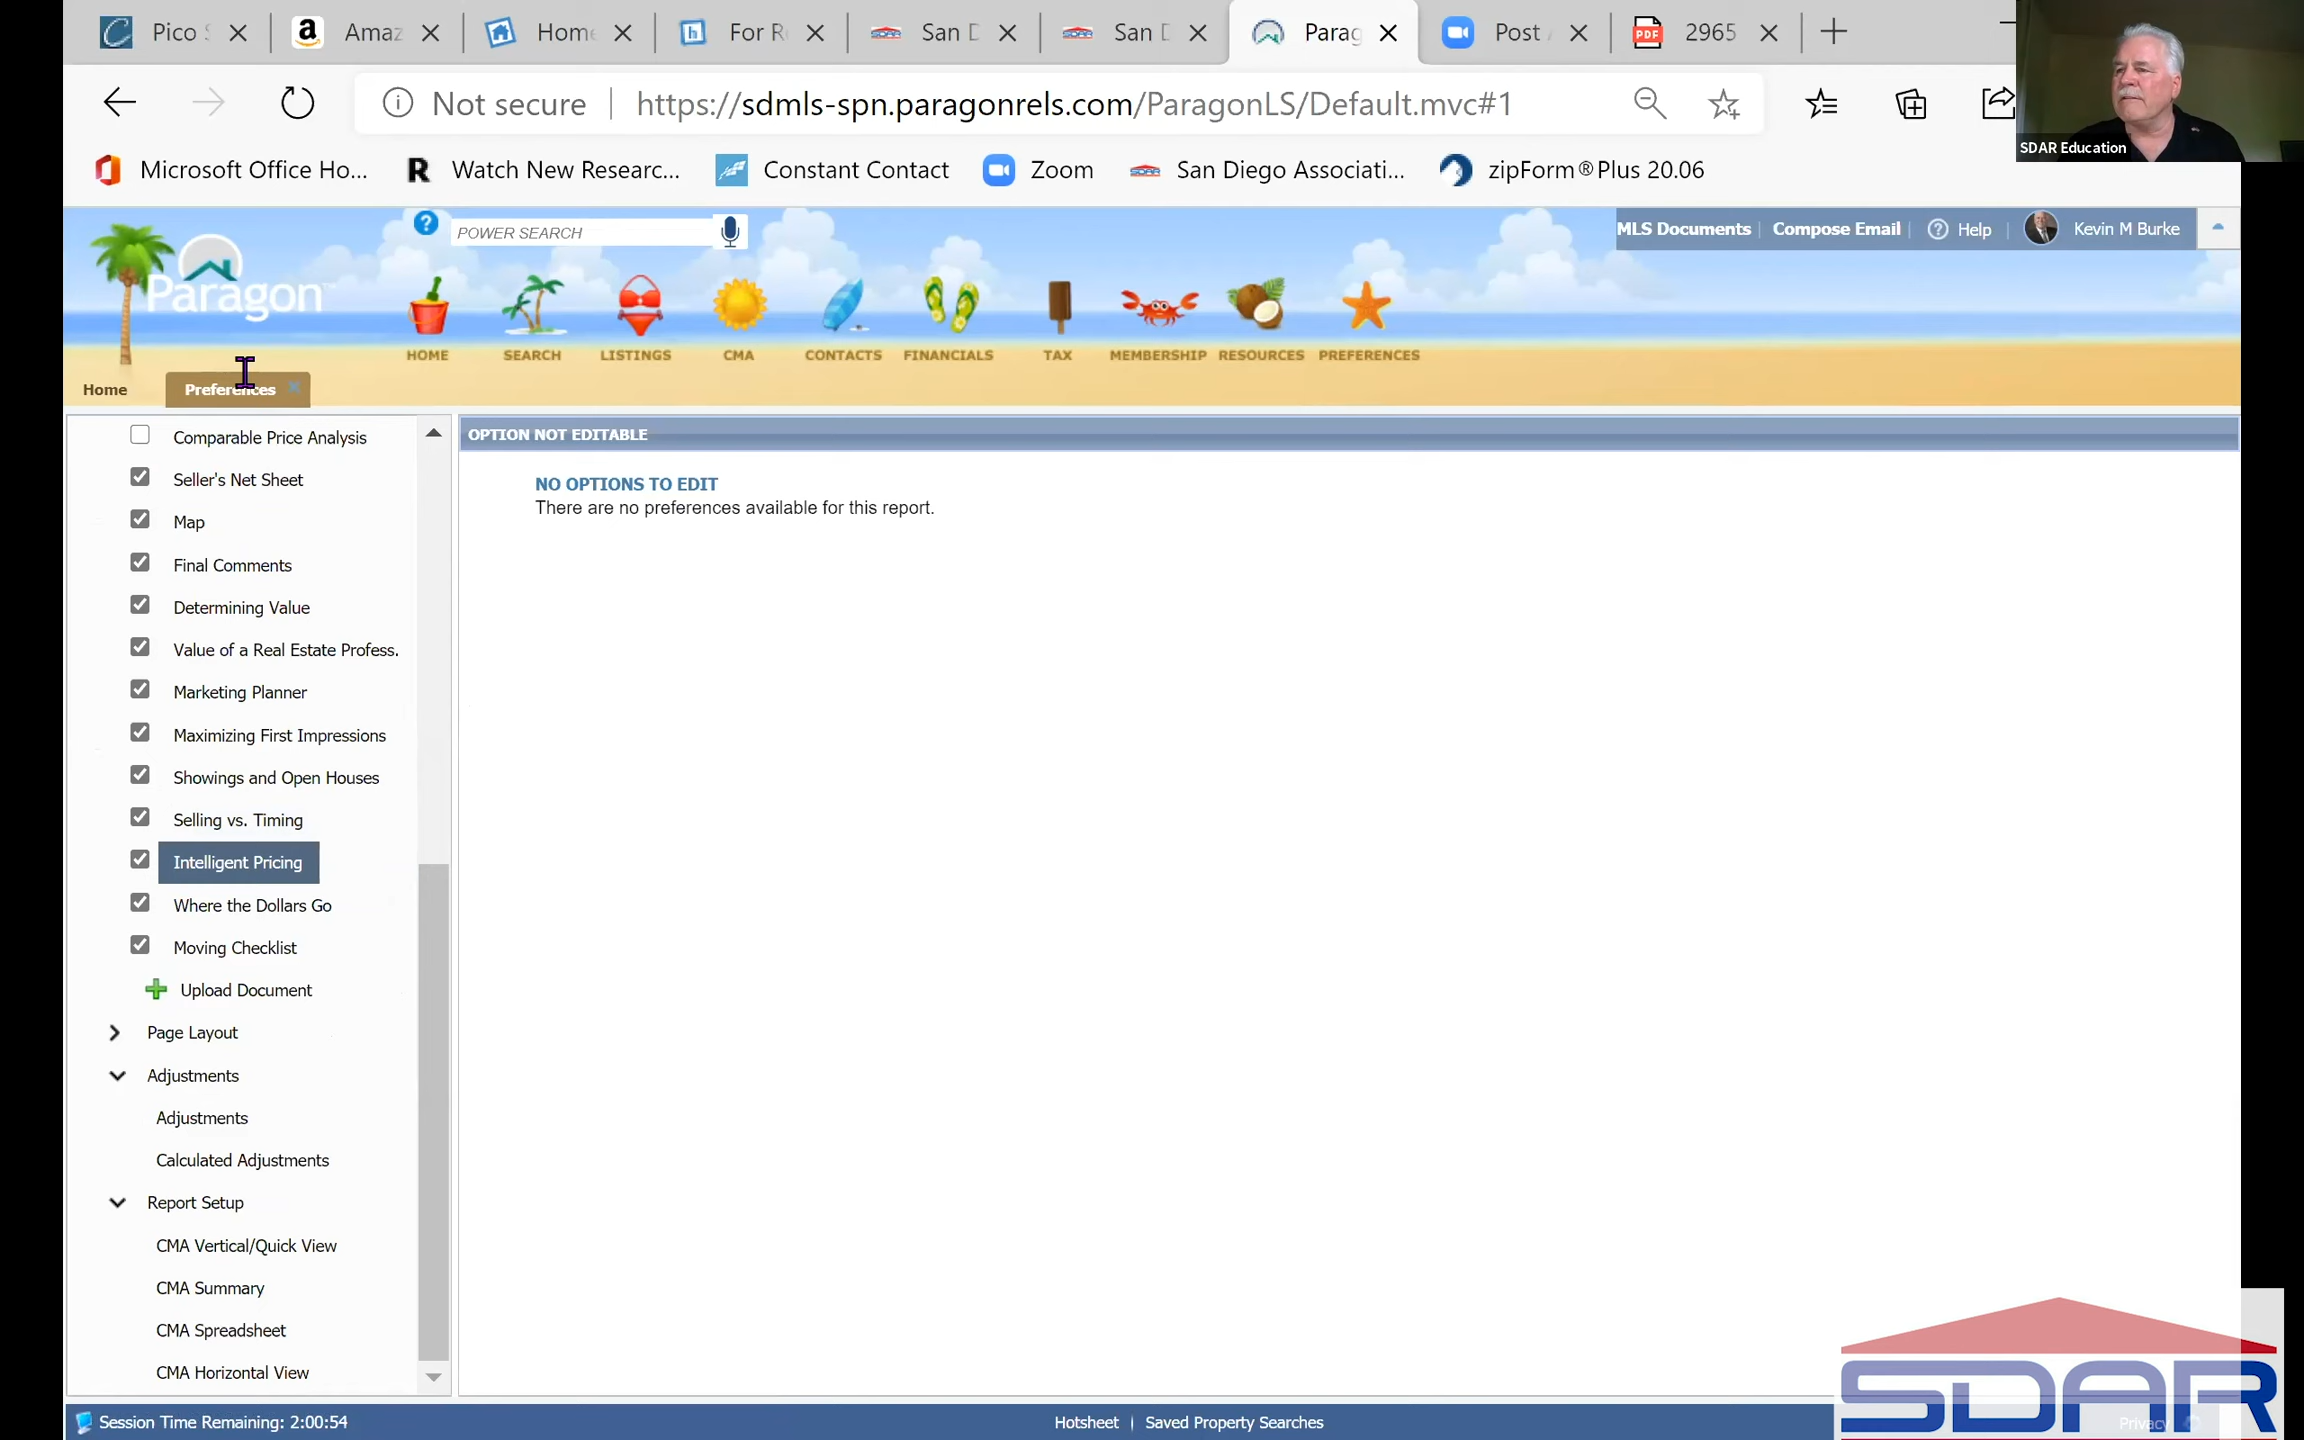 Pico S
Amaz
Home
For R
San D
San D
Parag
Post A
PDF
2965
Not secure
https://sdmls-spn.paragonrels.com/ParagonLS/Default.mvc#1
SDAR Education
Microsoft Office Ho...
Watch New Researc...
Constant Contact
Zoom
San Diego Associati...
zipForm®Plus 20.06
POWER SEARCH
MLS Documents
Compose Email
Help
Kevin M Burke
Paragon
HOME
SEARCH
LISTINGS
CMA
CONTACTS
FINANCIALS
TAX
MEMBERSHIP
RESOURCES
PREFERENCES
Home
Preferences
Comparable Price Analysis
Seller's Net Sheet
Map
Final Comments
Determining Value
Value of a Real Estate Profess.
Marketing Planner
Maximizing First Impressions
Showings and Open Houses
Selling vs. Timing
Intelligent Pricing
Where the Dollars Go
Moving Checklist
Upload Document
Page Layout
Adjustments
Adjustments
Calculated Adjustments
Report Setup
CMA Vertical/Quick View
CMA Summary
CMA Spreadsheet
CMA Horizontal View
OPTION NOT EDITABLE
NO OPTIONS TO EDIT
There are no preferences available for this report.
Session Time Remaining: 2:00:54
Hotsheet | Saved Property Searches
Privacy
SDAR